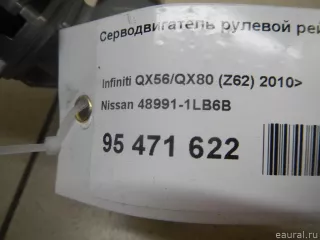 Серводвигатель рулевой рей
Infiniti QX56/QX80 (Z62) 2010>
Nissan 48991-1LB6B
95 471 622
eaural.ru